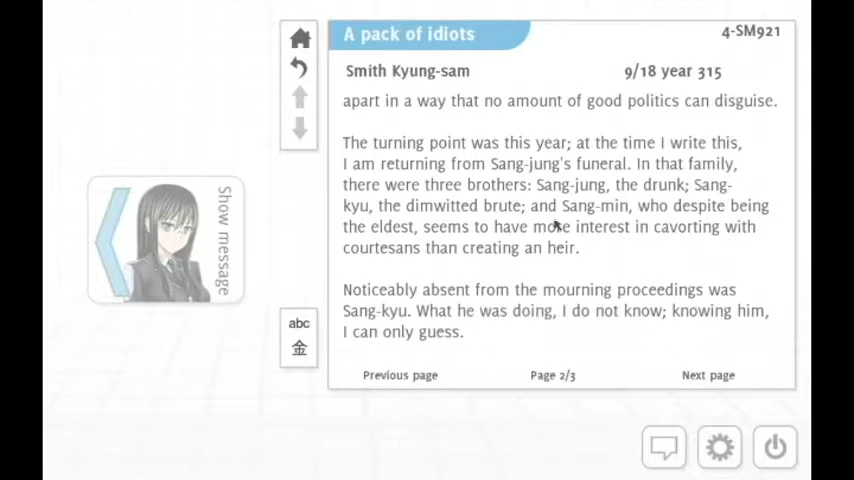 A pack of idiots
4-SM921
Smith Kyung-sam
9/18 year 315
apart in a way that no amount of good politics can disguise.
The turning point was this year; at the time I write this,
I am returning from Sang-jung's funeral. In that family,
there were three brothers: Sang-jung, the drunk; Sang-
kyu, the dimwitted brute; and Sang-min, who despite being
the eldest, seems to have more interest in cavorting with
courtesans than creating an heir.
Noticeably absent from the mourning proceedings was
Sang-kyu. What he was doing, I do not know; knowing him,
I can only guess.
Previous page
Page 2/3
Next page
Show message
abc
金